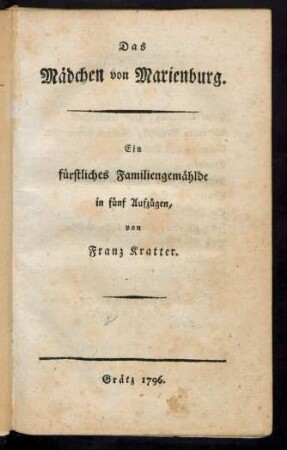 Das
Mädchen von Marienburg.
Ein
fürstliches Familiengemählde
in fünf Aufzügen,
von
Franz Kratter.
Grätz 1796.